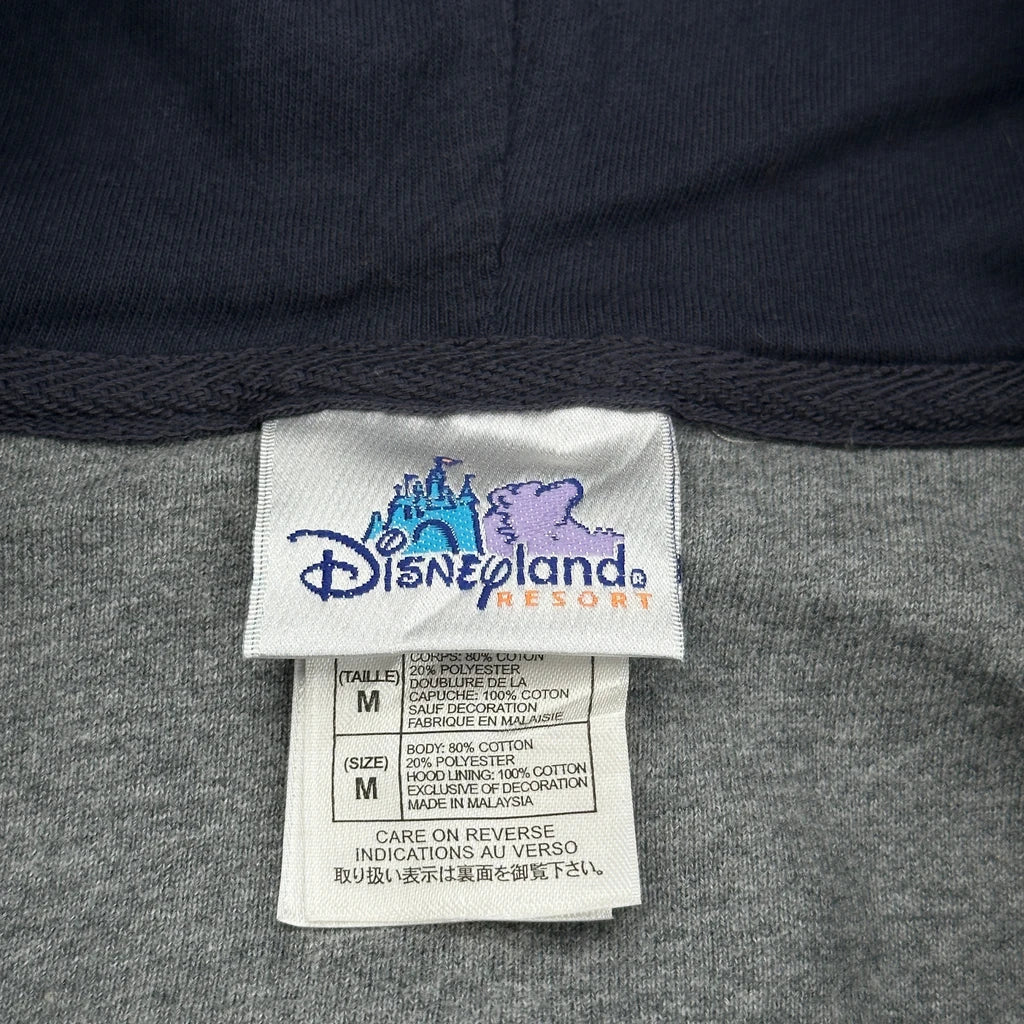 Disneyland®
RESORT
CORPS: 80% COTON
(TAILLE)
M
20% POLYESTER
DOUBLURE DE LA
CAPUCHE: 100% COTON
SAUF DECORATION
FABRIQUE EN MALAISIE
(SIZE)
M
BODY: 80% COTTON
20% POLYESTER
HOOD LINING: 100% COTTON
EXCLUSIVE OF DECORATION
MADE IN MALAYSIA
CARE ON REVERSE
INDICATIONS AU VERSO
取り扱い表示は裏面を御覧下さい。